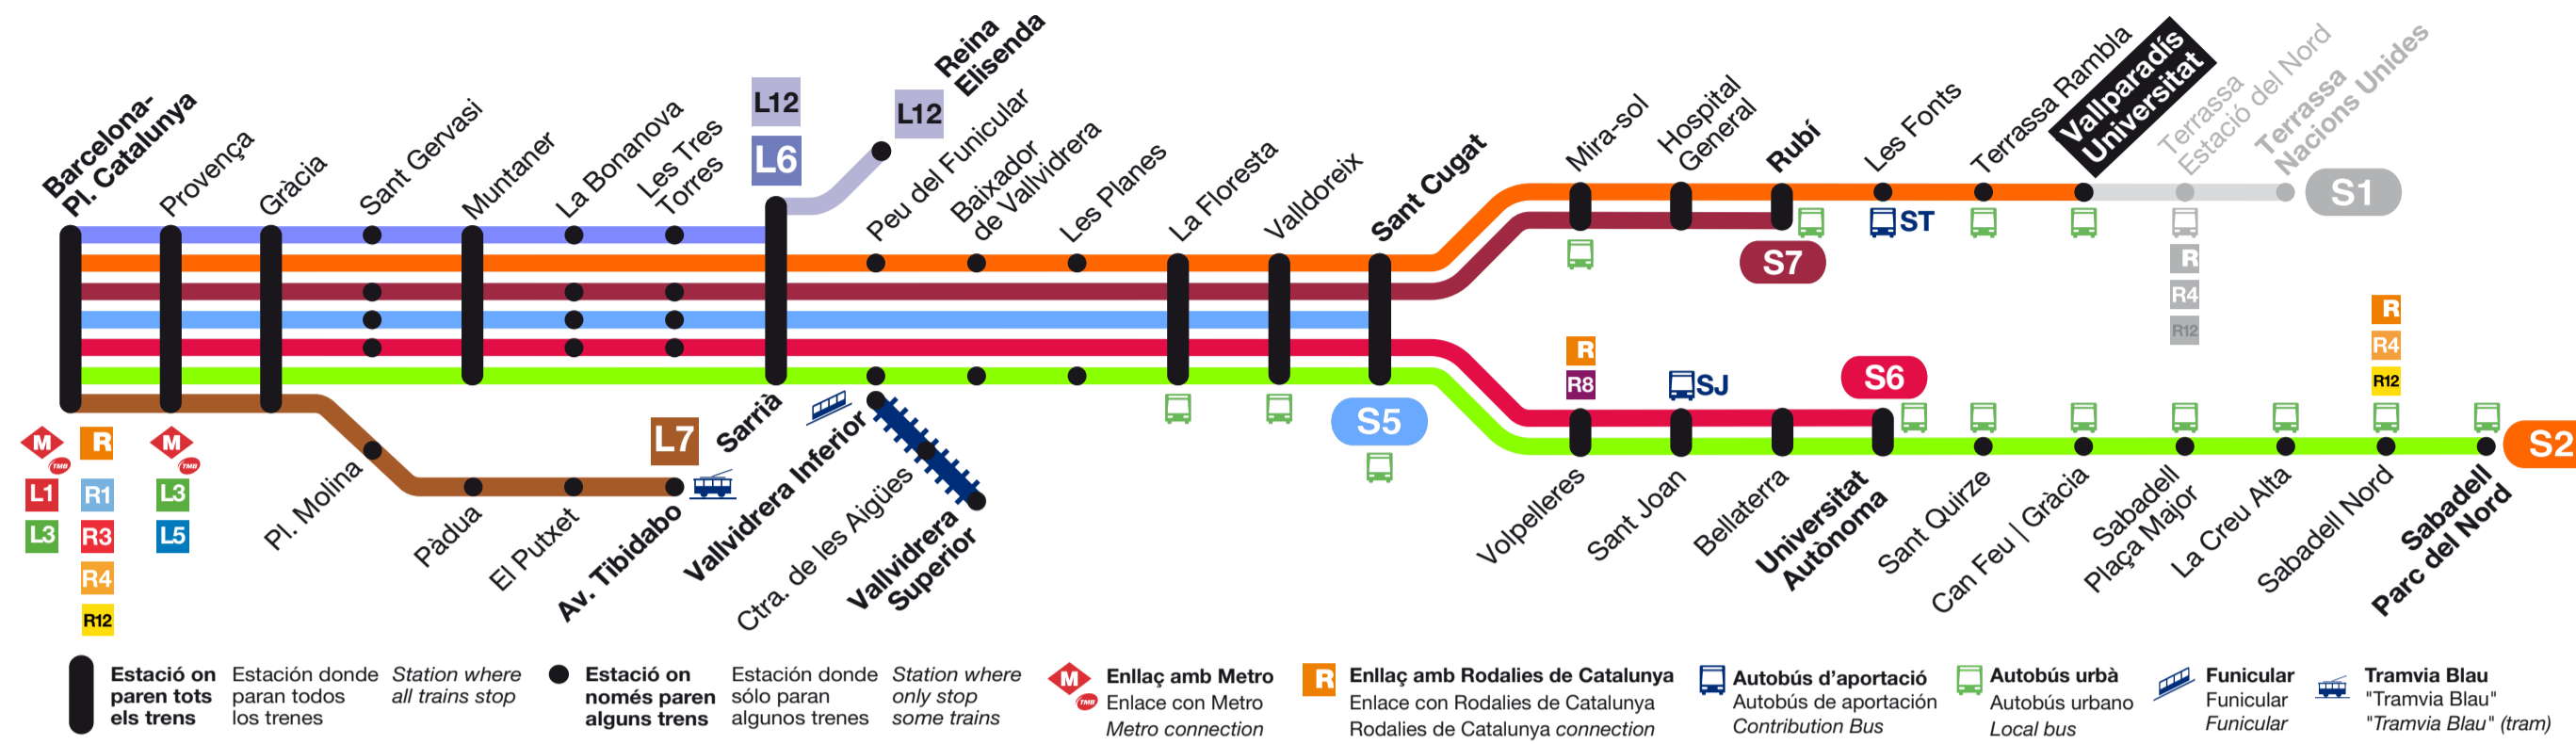 Barcelona-
Pl. Catalunya
Provença
Gràcia
Sant Gervasi
Muntaner
La Bonanova
Les Tres
Torres
L12
L6
L12
Reina
Elisenda
Peu del Funicular
Baixador
de Vallvidrera
Les Planes
La Floresta
Valldoreix
Sant Cugat
Mira-sol
Hospital
General
Rubí
Les Fonts
Terrassa Rambla
Vallparadís
Universitat
Terrassa
Estació del Nord
Terrassa
Nacions Unides
S1
ST
S7
R
R4
R12
R
R4
R12
R
R8
SJ
S6
S5
S2
M
TMB
L1
L3
R
R1
R3
R4
R12
M
TMB
L3
L5
L7
Pl. Molina
Pàdua
El Putxet
Av. Tibidabo
Sarrià
Vallvidrera Inferior
Ctra. de les Aigües
Vallvidrera
Superior
Volpelleres
Sant Joan
Bellaterra
Universitat
Autònoma
Sant Quirze
Can Feu | Gràcia
Sabadell
Plaça Major
La Creu Alta
Sabadell Nord
Sabadell
Parc del Nord
Estació on
paren tots
els trens
Estación donde
paran todos
los trenes
Station where
all trains stop
Estació on
només paren
alguns trens
Estación donde
sólo paran
algunos trenes
Station where
only stop
some trains
M
TMB
Enllaç amb Metro
Enlace con Metro
Metro connection
R
Enllaç amb Rodalies de Catalunya
Enlace con Rodalies de Catalunya
Rodalies de Catalunya connection
Autobús d'aportació
Autobús de aportación
Contribution Bus
Autobús urbà
Autobús urbano
Local bus
Funicular
Funicular
Funicular
Tramvia Blau
"Tramvia Blau"
"Tramvia Blau" (tram)